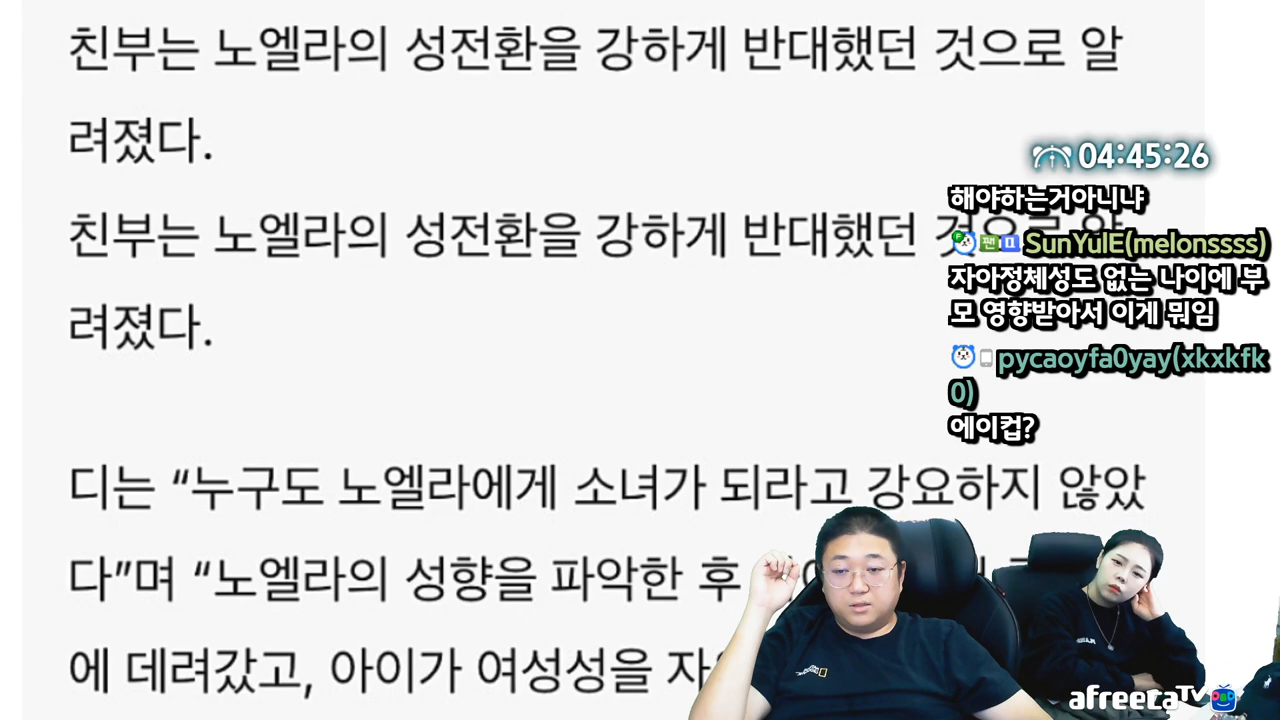 친부는 노엘라의 성전환을 강하게 반대했던 것으로 알
려졌다.
친부는 노엘라의 성전환을 강하게 반대했던 것으로 알
려졌다.
디는 “누구도 노엘라에게 소녀가 되라고 강요하지 않았
다”며 “노엘라의 성향을 파악한 후
에 데려갔고, 아이가 여성성을
04:45:26
해야하는거아니냐
F 팬 SunYulE(melonssss)
자아정체성도 없는 나이에 부
모 영향받아서 이게 뭐임
pycaoyfa0yay(xkxkfk
0)
에이컵?
afreecaTV